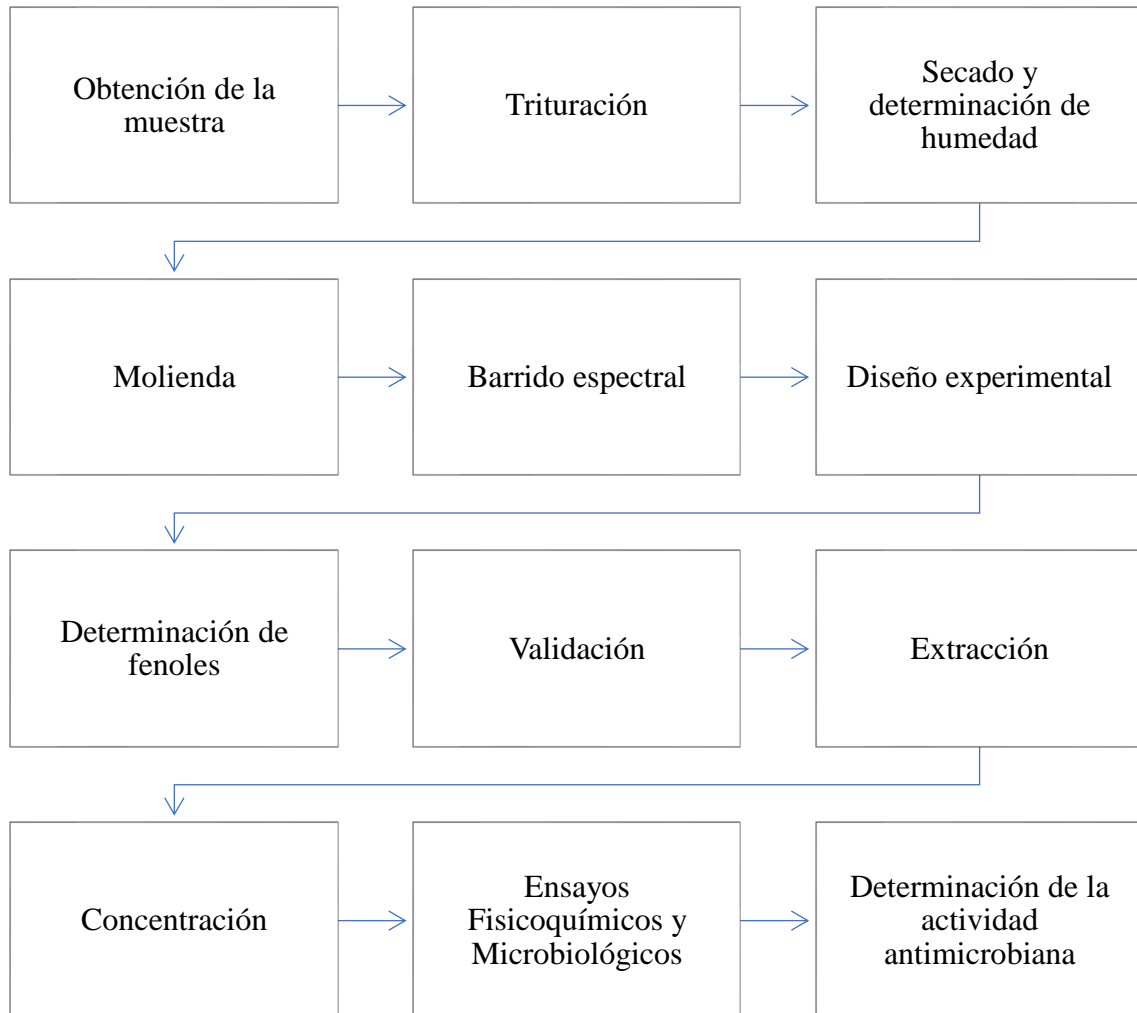 Obtención de la
muestra
Trituración
Secado y
determinación de
humedad
Molienda
Barrido espectral
Diseño experimental
Determinación de
fenoles
Validación
Extracción
Concentración
Ensayos
Fisicoquímicos y
Microbiológicos
Determinación de la
actividad
antimicrobiana